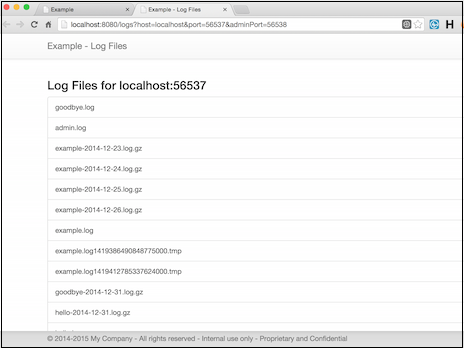 Example
Example - Log Files
localhost:8080/logs?host=localhost&port=56537&adminPort=56538
Example - Log Files
Log Files for localhost:56537
goodbye.log
admin.log
example-2014-12-23.log.gz
example-2014-12-24.log.gz
example-2014-12-25.log.gz
example-2014-12-26.log.gz
example.log
example.log1419386490848775000.tmp
example.log1419412785337624000.tmp
goodbye-2014-12-31.log.gz
hello-2014-12-31.log.gz
© 2014-2015 My Company - All rights reserved - Internal use only - Proprietary and Confidential